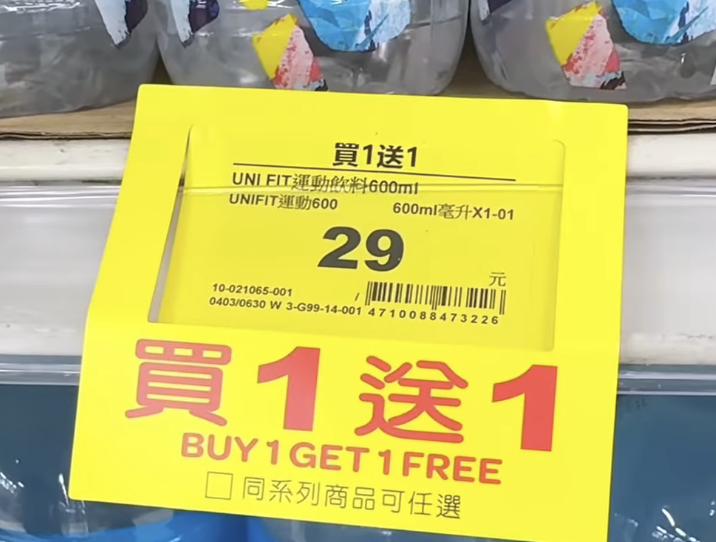 買1送1
UNI FIT運動飲料600ml
UNIFIT運動600 600ml毫升X1-01
29 元
10-021065-001 /
0403/0630 W 3-G99-14-001 4710088473226
買1送1
BUY 1 GET 1 FREE
□ 同系列商品可任選